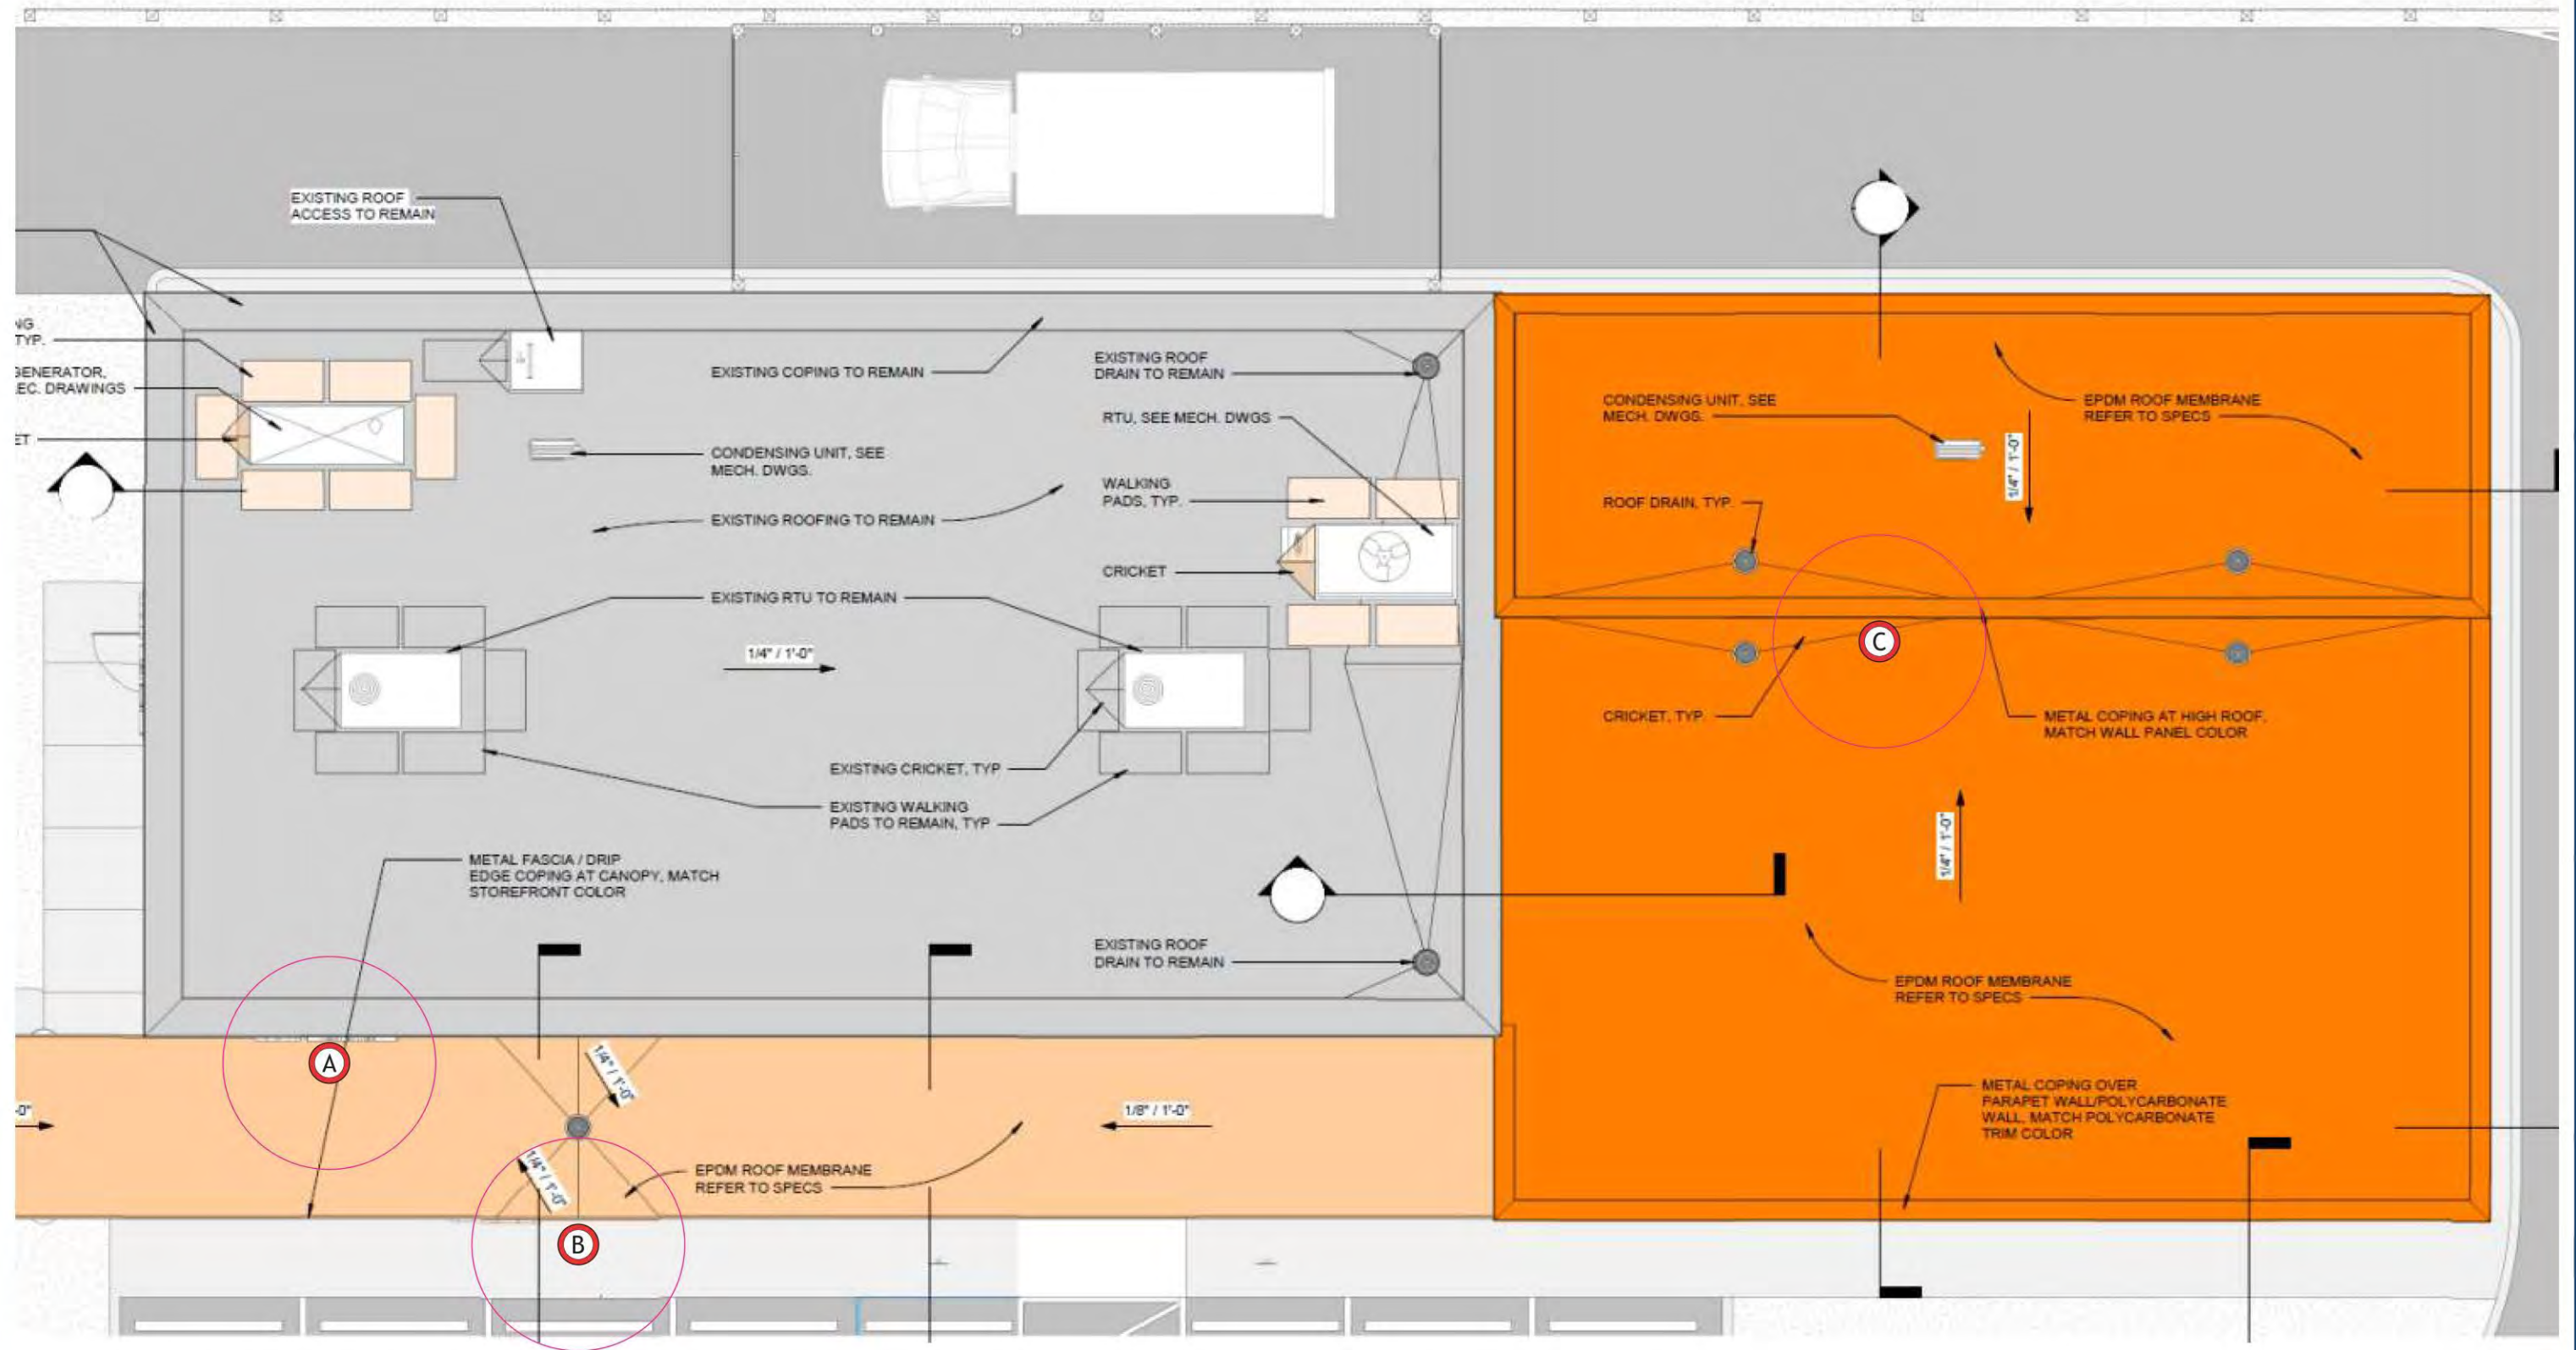 EXISTING ROOF
ACCESS TO REMAIN
NG
TYP.
GENERATOR,
EC. DRAWINGS
ET
EXISTING COPING TO REMAIN
EXISTING ROOF
DRAIN TO REMAIN
RTU, SEE MECH. DWGS
CONDENSING UNIT, SEE
MECH. DWGS.
WALKING
PADS, TYP.
EXISTING ROOFING TO REMAIN
CRICKET
EXISTING RTU TO REMAIN
1/4" / 1'-0"
EXISTING CRICKET, TYP
EXISTING WALKING
PADS TO REMAIN, TYP
METAL FASCIA / DRIP
EDGE COPING AT CANOPY, MATCH
STOREFRONT COLOR
EXISTING ROOF
DRAIN TO REMAIN
CONDENSING UNIT, SEE
MECH. DWGS.
1/4" / 1'-0"
EPDM ROOF MEMBRANE
REFER TO SPECS
ROOF DRAIN, TYP.
C
CRICKET, TYP.
METAL COPING AT HIGH ROOF,
MATCH WALL PANEL COLOR
1/4" / 1'-0"
EPDM ROOF MEMBRANE
REFER TO SPECS
METAL COPING OVER
PARAPET WALL/POLYCARBONATE
WALL, MATCH POLYCARBONATE
TRIM COLOR
A
1/4" / 1'-0"
-0"
1/8" / 1'-0"
1/4" / 1'-0"
EPDM ROOF MEMBRANE
REFER TO SPECS
B